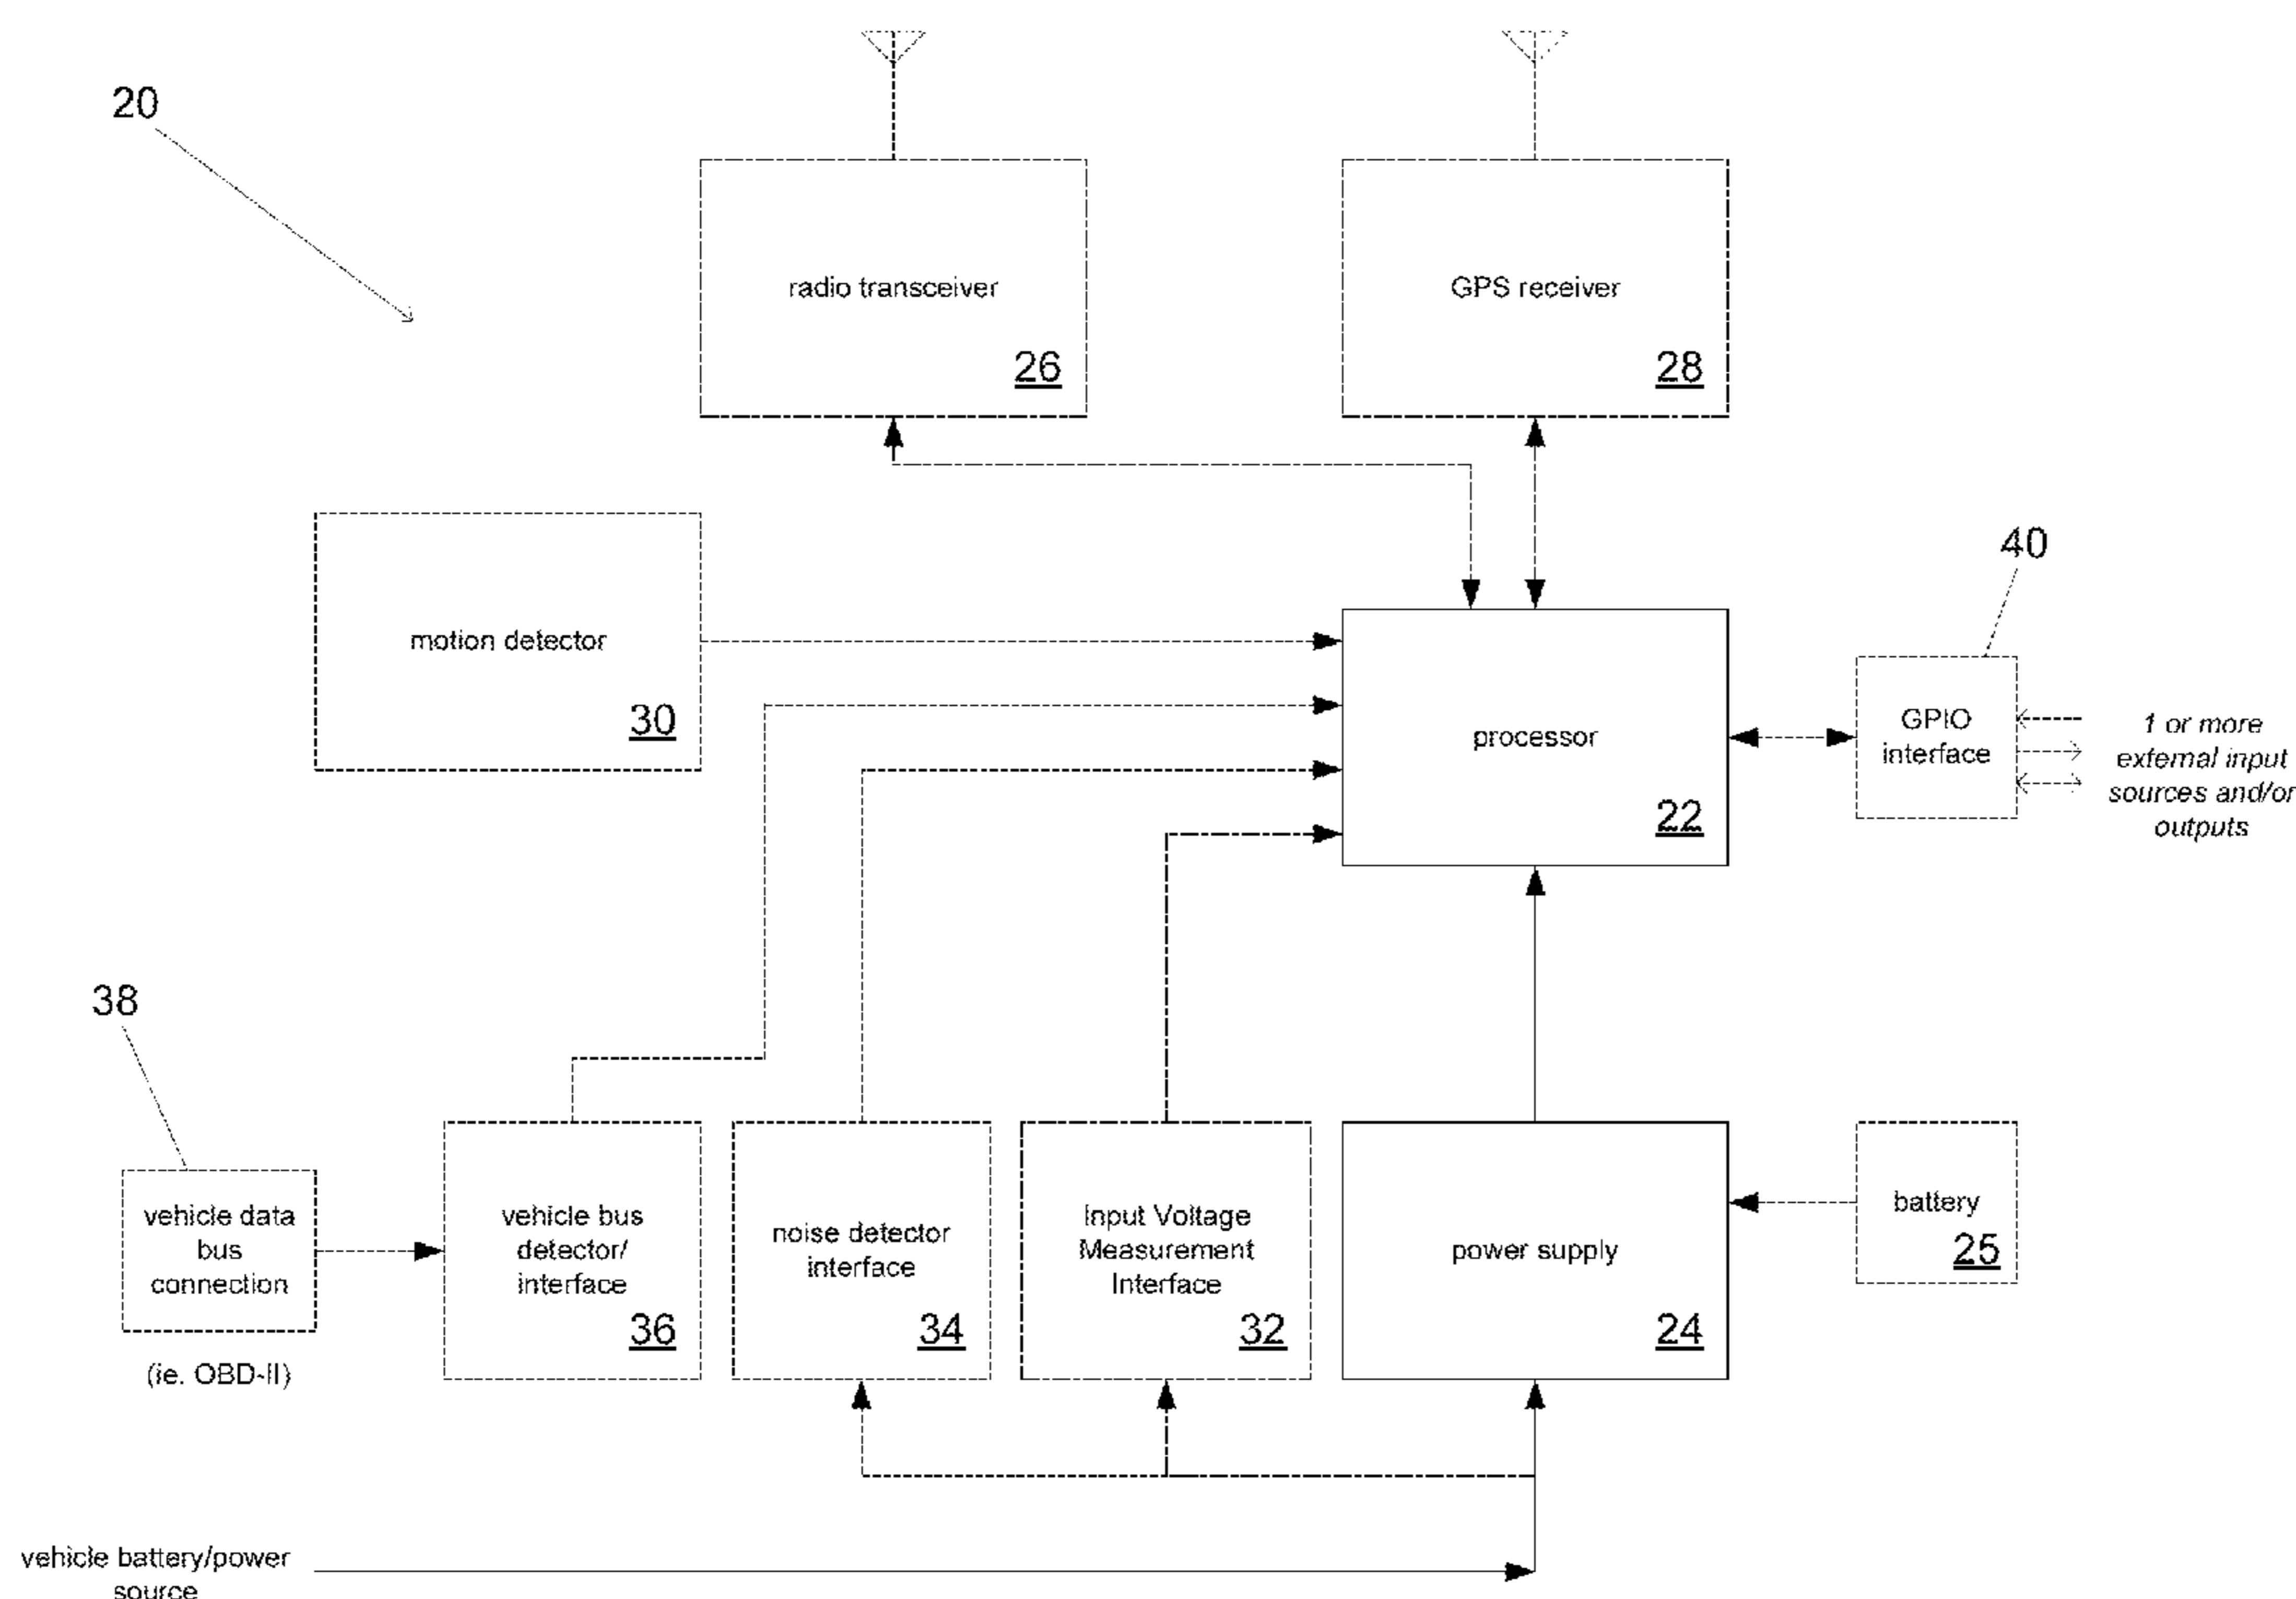 20
radio transceiver
26
GPS receiver
28
motion detector
30
40
processor
22
GPIO
interface
1 or more
external input
sources and/or
outputs
38
vehicle data
bus
connection
(ie. OBD-II)
vehicle bus
detector/
interface
36
noise detector
interface
34
Input Voltage
Measurement
Interface
32
power supply
24
battery
25
vehicle battery/power
source